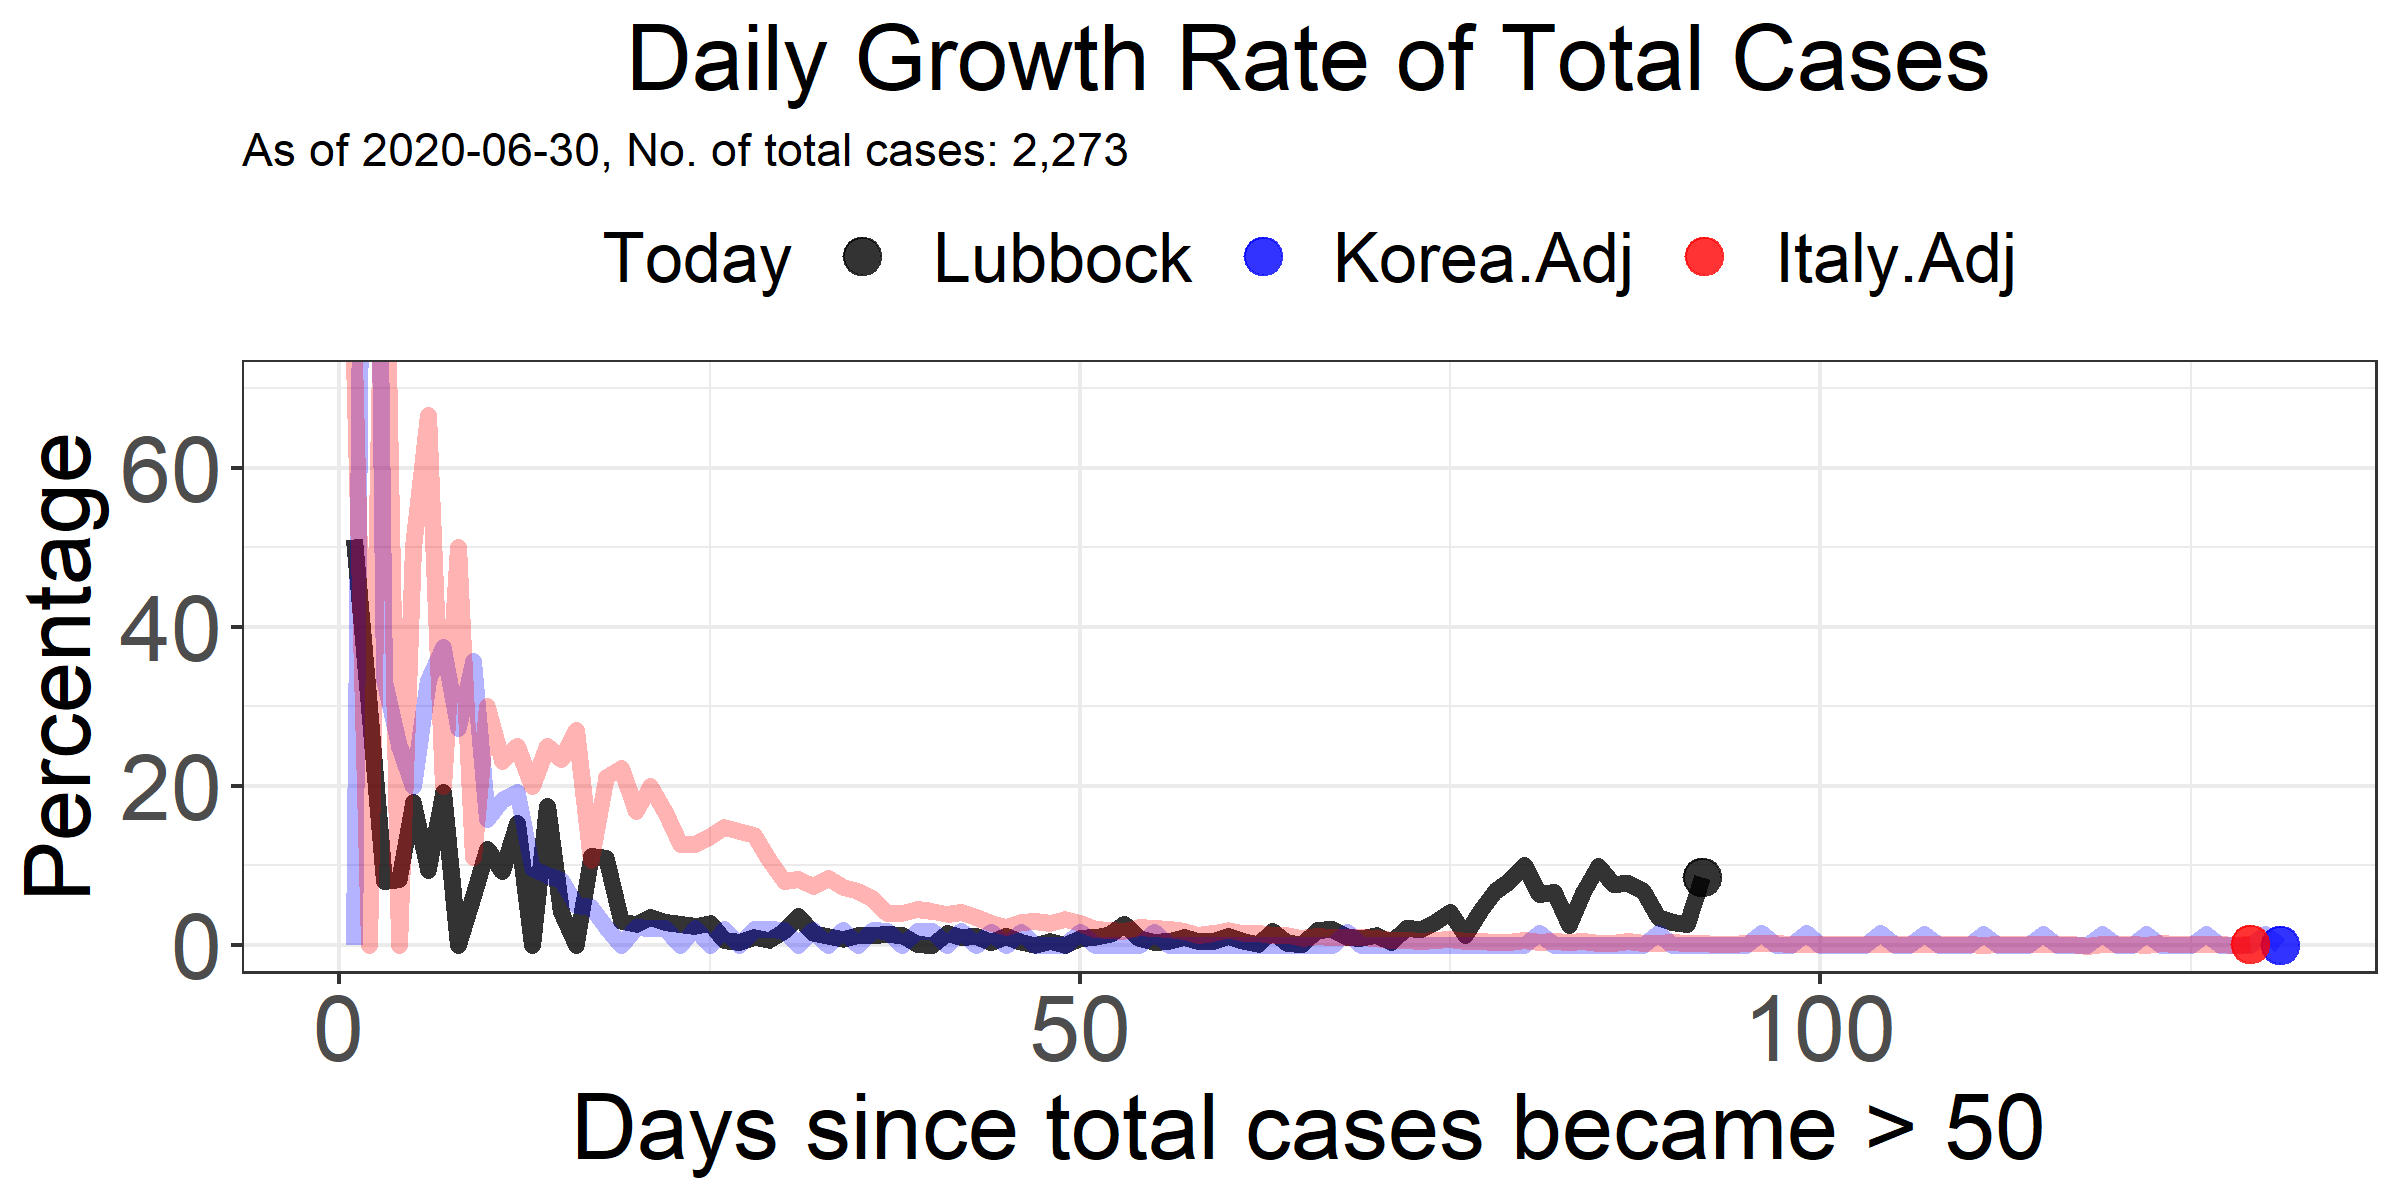 Daily Growth Rate of Total Cases
As of 2020-06-30, No. of total cases: 2,273
Today Lubbock Korea.Adj Italy.Adj
Percentage
60
40
20
0
0 50 100
Days since total cases became > 50